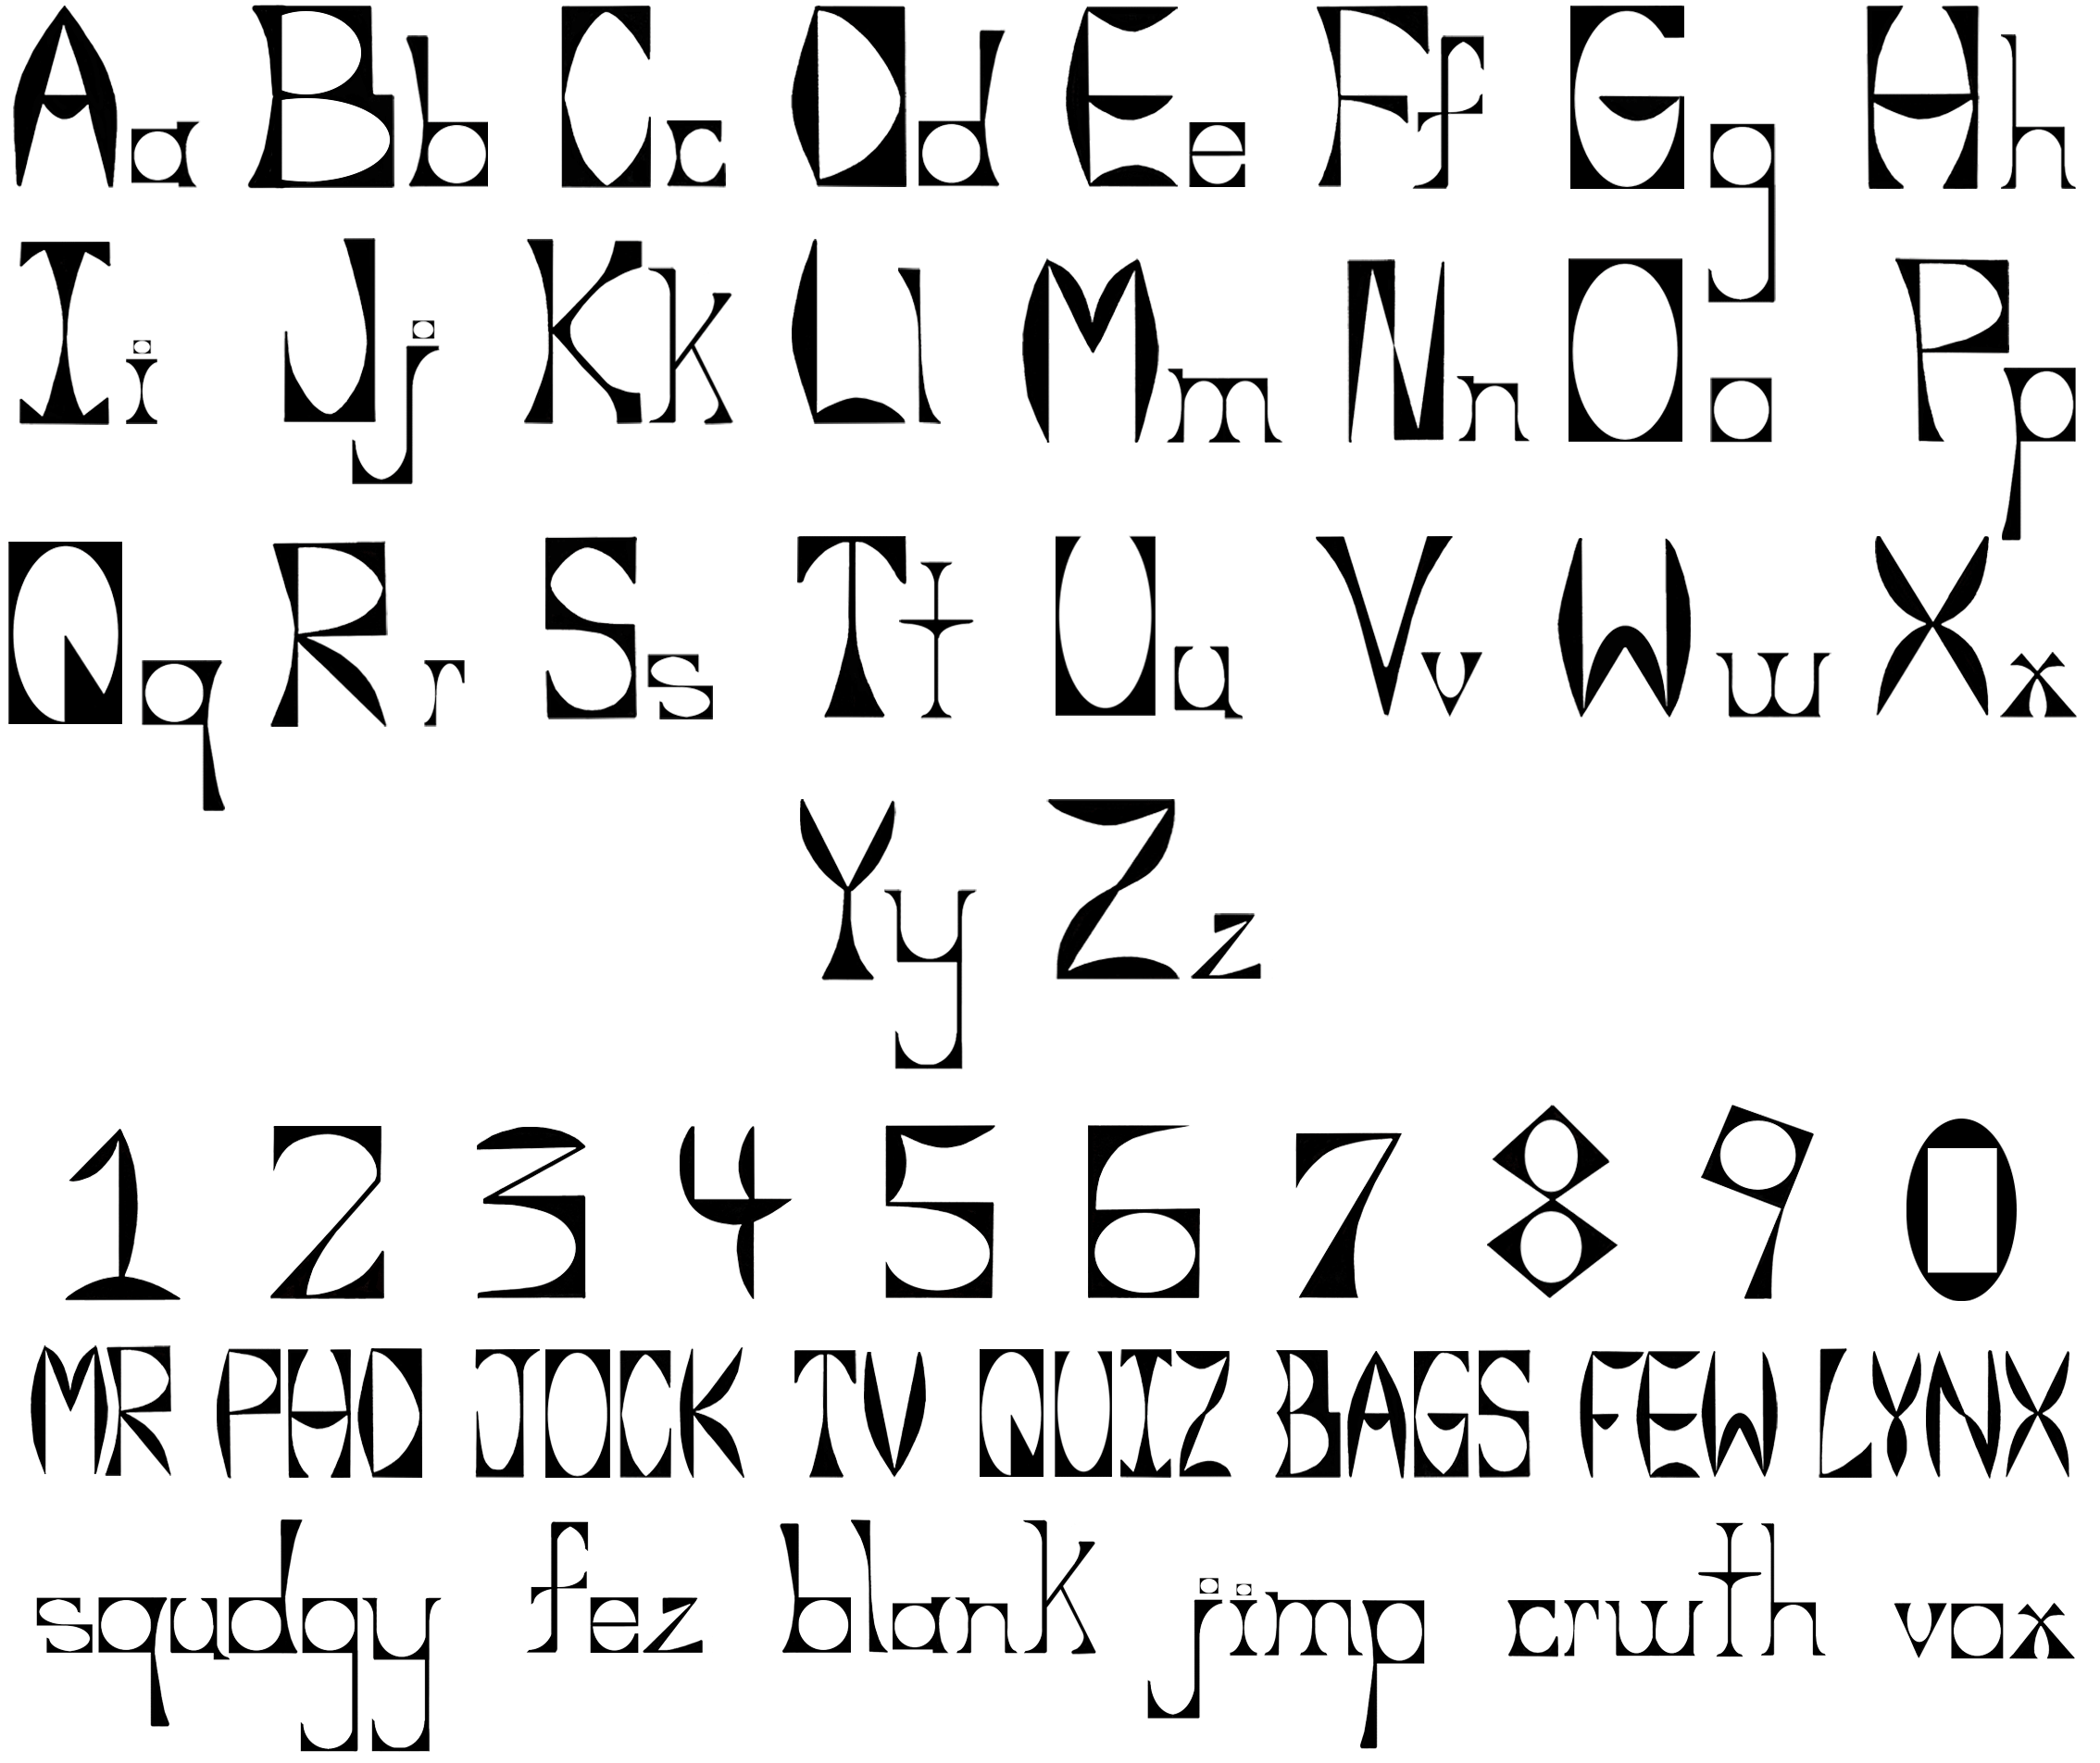 Aa Bb Cc Dd Ee Ff Gg Hh
Ii Jj Kk Ll Mm Nn Oo Pp
Qq Rr Ss Tt Uu Vv Ww Xx
Yy Zz
1 2 3 4 5 6 7 8 9 0
MR PHD JOCK TV QUIZ BAGS FEW LYNX
squdgy fez blank jimp crwth vox